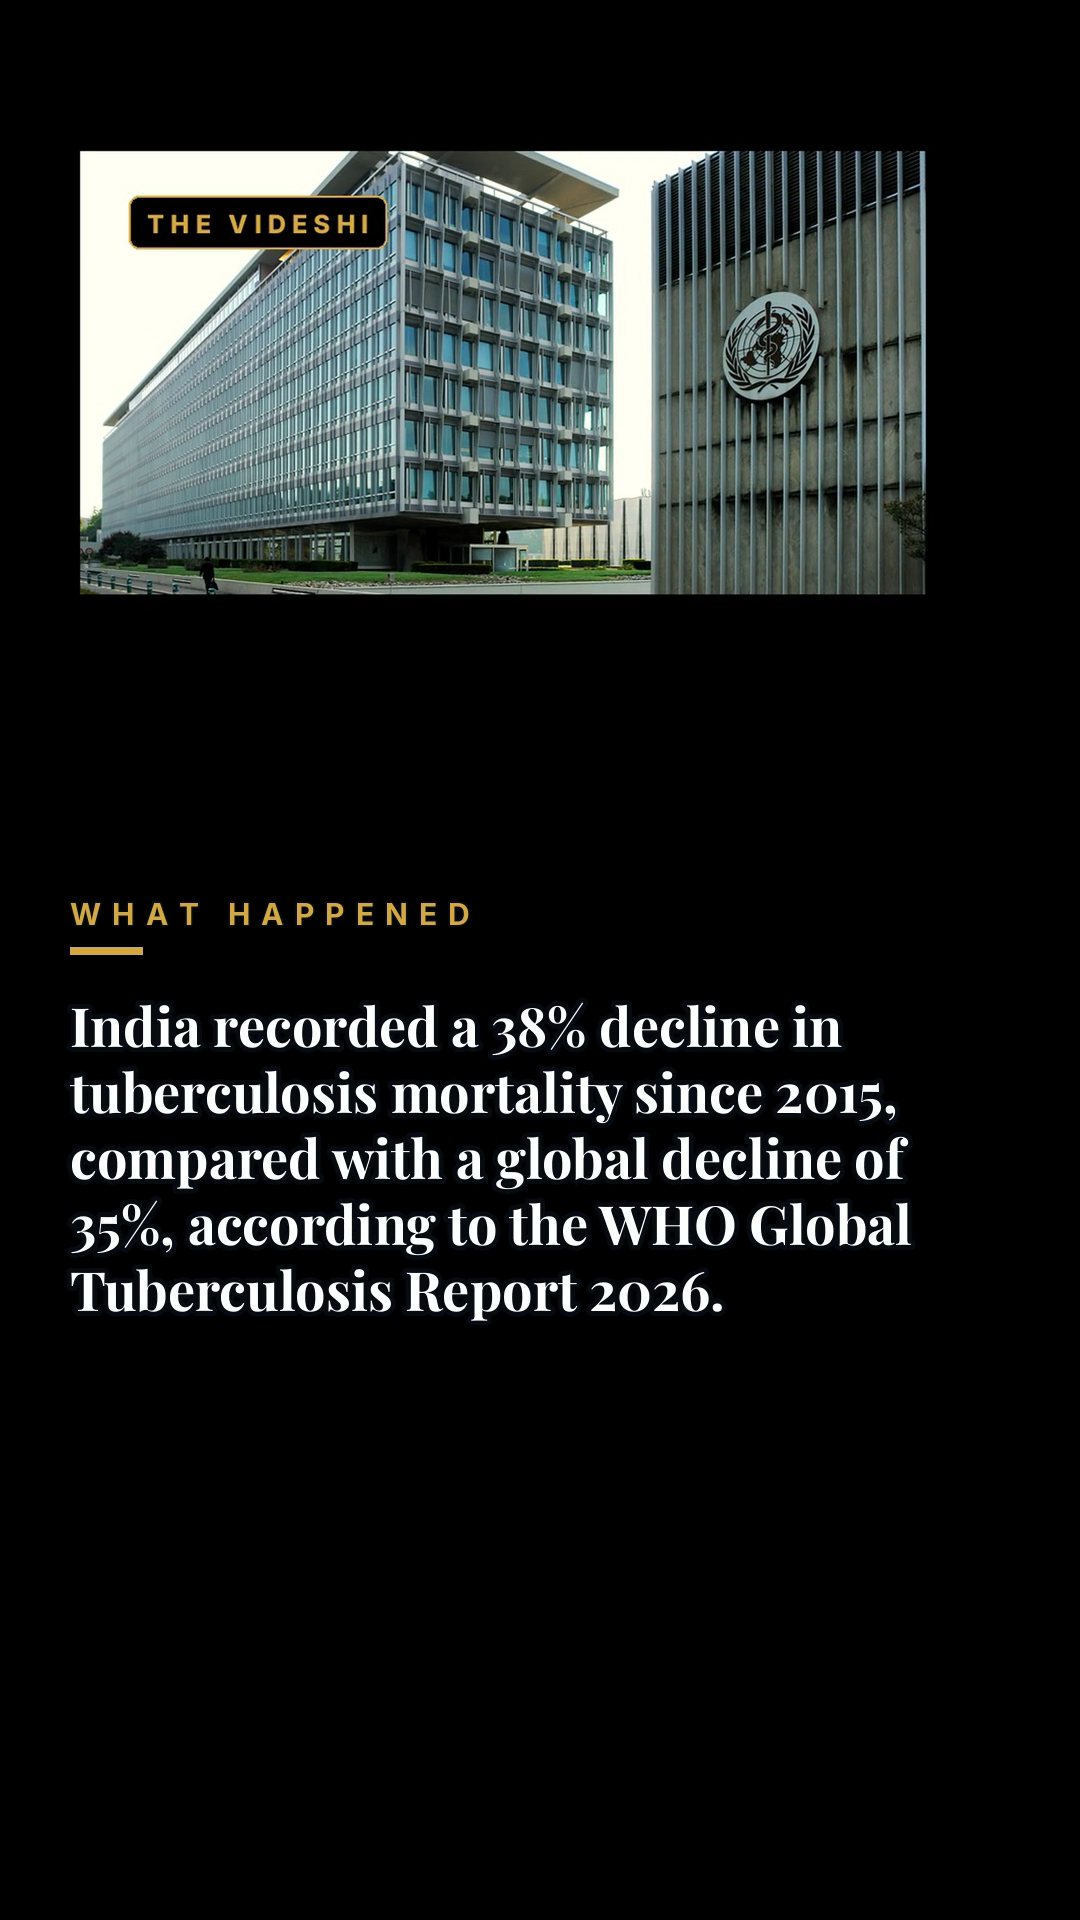 THE VIDESHI
WHAT HAPPENED
India recorded a 38% decline in
tuberculosis mortality since 2015,
compared with a global decline of
35%, according to the WHO Global
Tuberculosis Report 2026.